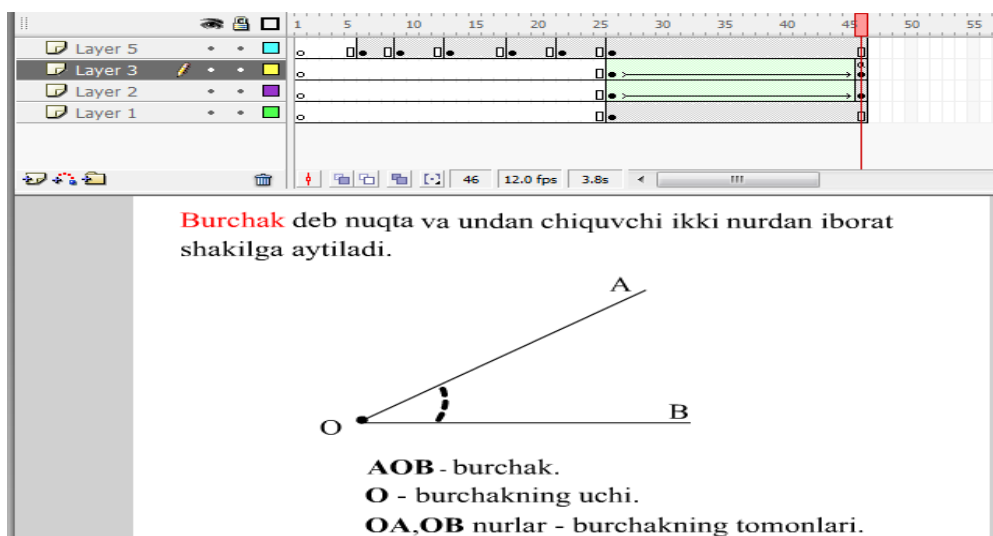 1 5 10 15 20 25 30 35 40 45 50 55
Layer 5
Layer 3
Layer 2
Layer 1
46 12.0 fps 3.8s
Burchak deb nuqta va undan chiquvchi ikki nurdan iborat
shakilga aytiladi.
A
B
O
AOB - burchak.
O - burchakning uchi.
OA,OB nurlar - burchakning tomonlari.